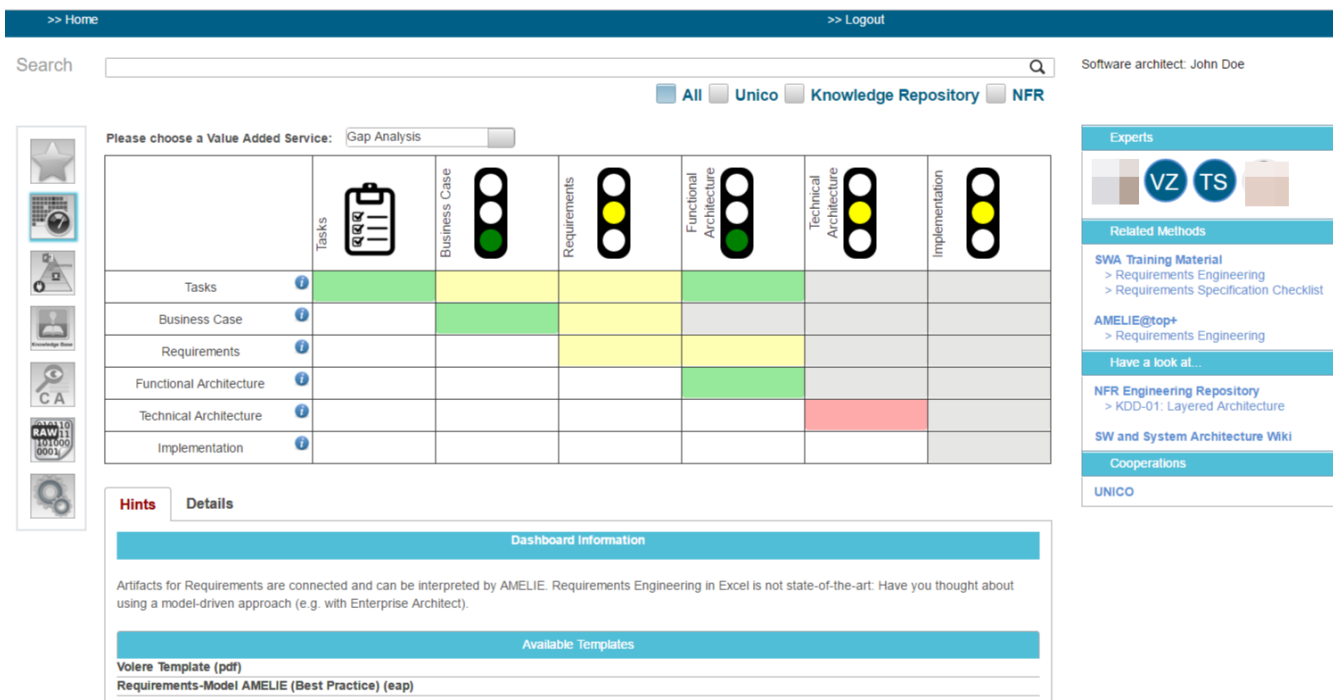 >> Home
>> Logout
Search
Software architect: John Doe
All Unico Knowledge Repository NFR
Please choose a Value Added Service: Gap Analysis
Tasks
Business Case
Requirements
Functional
Architecture
Technical
Architecture
Implementation
Tasks
Business Case
Requirements
Functional Architecture
Technical Architecture
Implementation
7
Knowledge Base
C A
010110
RAW 11
101000
0001
Experts
VZ TS
Related Methods
SWA Training Material
> Requirements Engineering
> Requirements Specification Checklist
AMELIE@top+
> Requirements Engineering
Have a look at...
NFR Engineering Repository
> KDD-01: Layered Architecture
SW and System Architecture Wiki
Cooperations
UNICO
Hints Details
Dashboard Information
Artifacts for Requirements are connected and can be interpreted by AMELIE. Requirements Engineering in Excel is not state-of-the-art: Have you thought about
using a model-driven approach (e.g. with Enterprise Architect).
Available Templates
Volere Template (pdf)
Requirements-Model AMELIE (Best Practice) (eap)